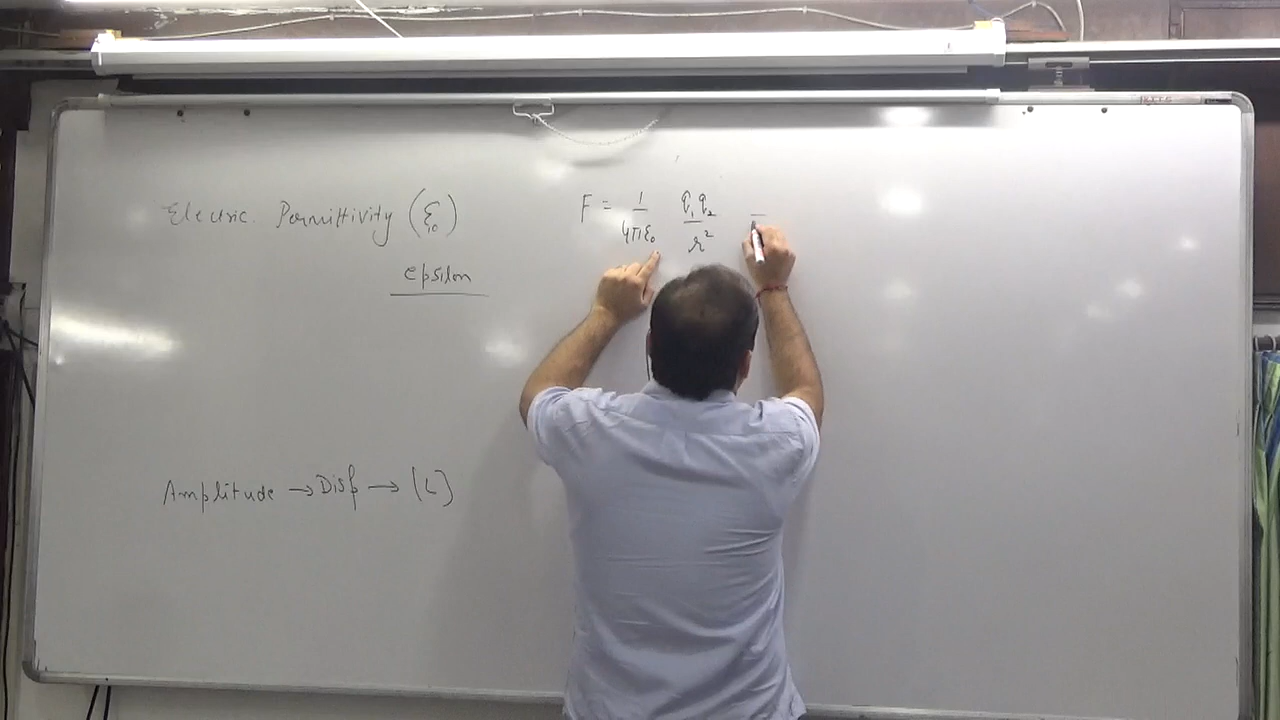 Electric. Permittivity (ε₀)
epsilon
F = 1/4πε₀ q₁q₂/r²
Amplitude → Disp → [L]